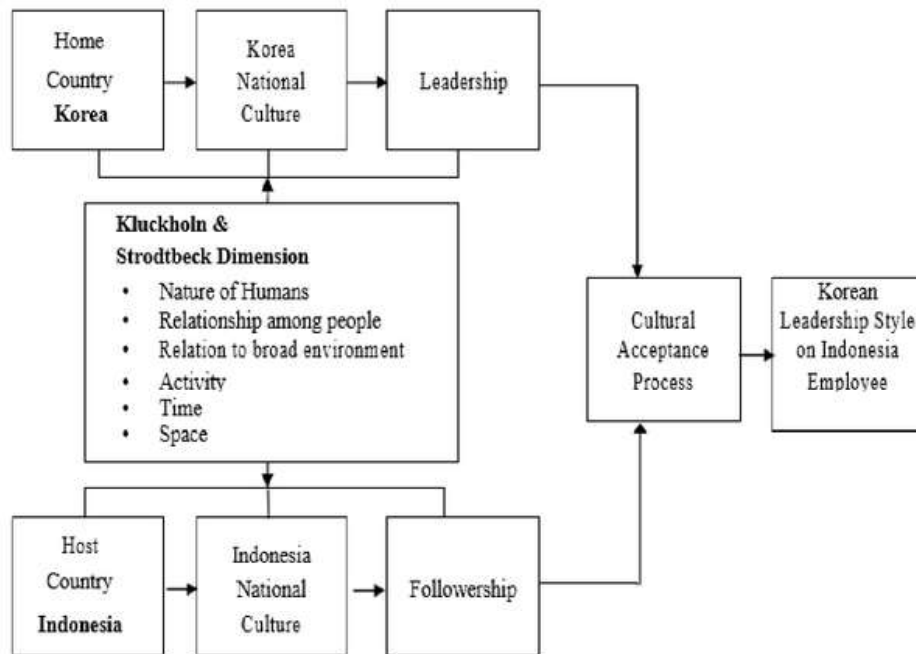 Home
Country
Korea
Korea
National
Culture
Leadership
Kluckholn &
Strodtbeck Dimension
• Nature of Humans
• Relationship among people
• Relation to broad environment
• Activity
• Time
• Space
Cultural
Acceptance
Process
Korean
Leadership Style
on Indonesia
Employee
Host
Country
Indonesia
Indonesia
National
Culture
Followership